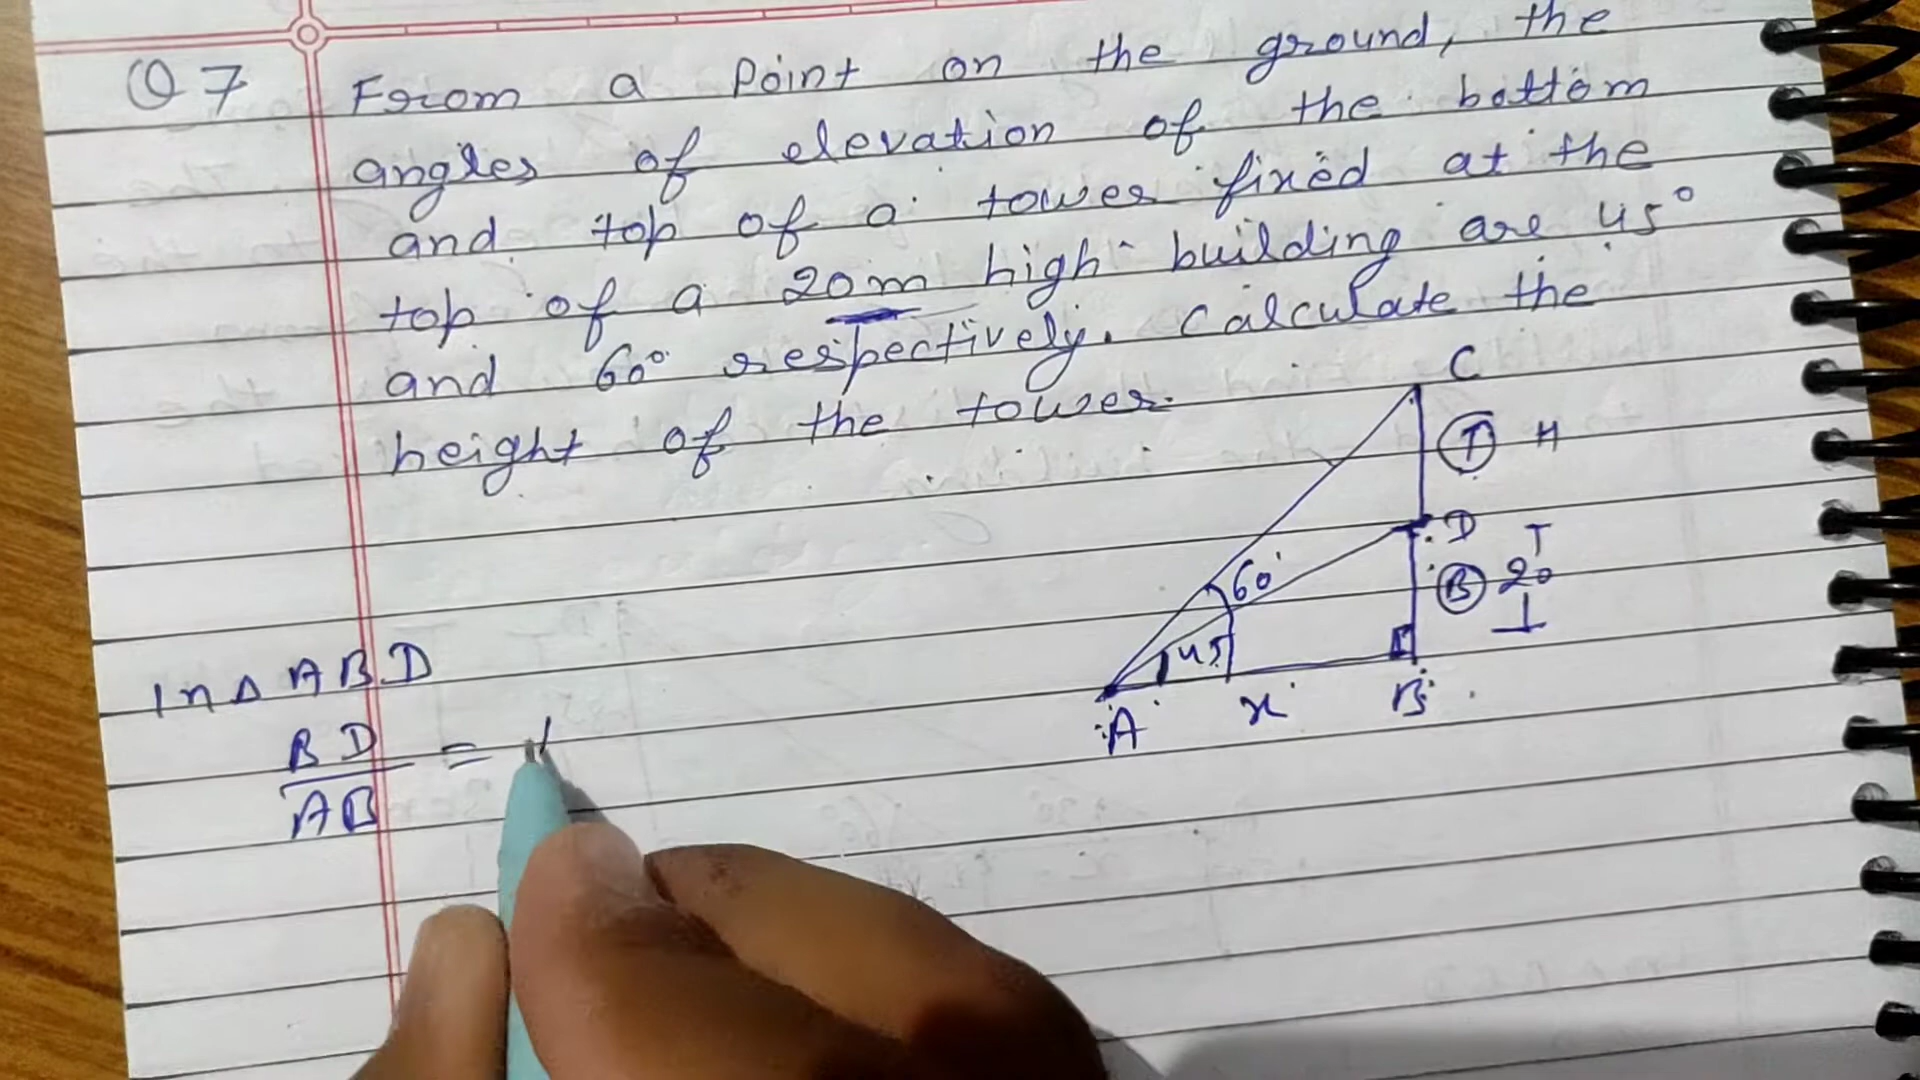 Q7 From a Point on the ground, the
angles of elevation of the bottom
and top of a tower fixed at the
top of a 20m high building are 45°
and 60° respectively. Calculate the
height of the tower.
C
T H
D
60°
B 20
45
A x B
In Δ ABD
BD
AB
=